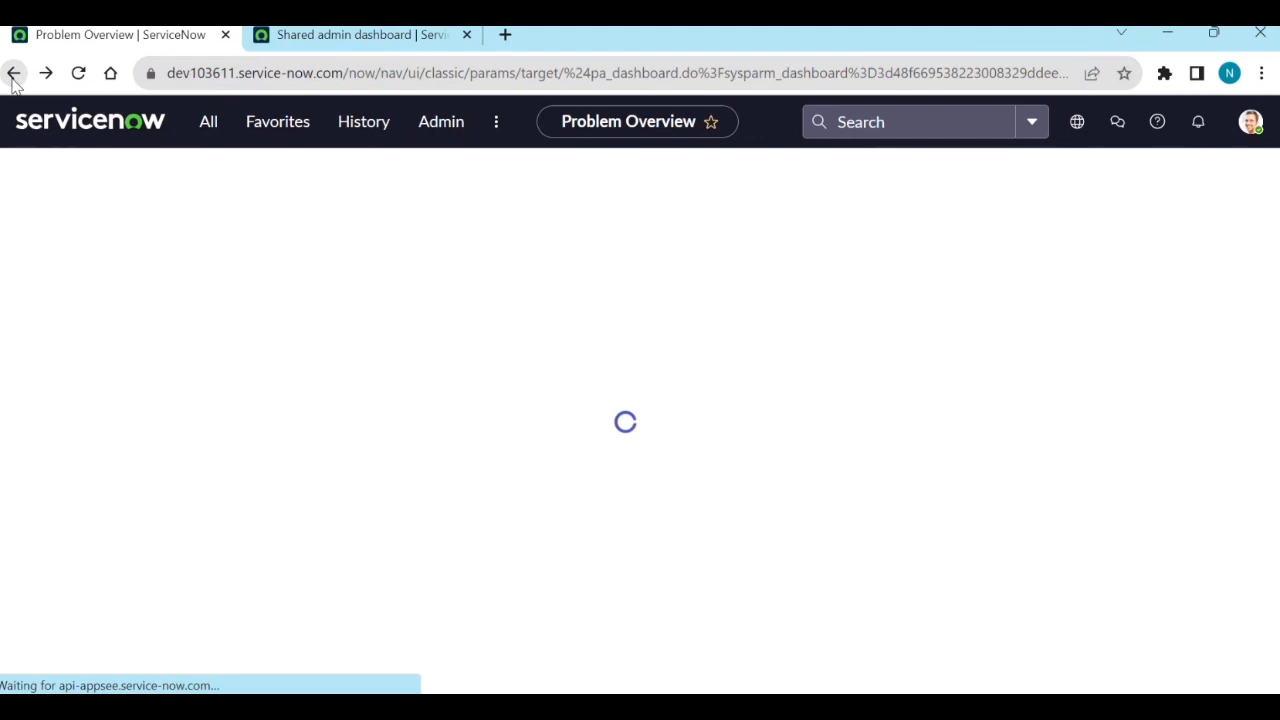 Problem Overview | ServiceNow
Shared admin dashboard | Servi
dev103611.service-now.com/now/nav/ui/classic/params/target/%24pa_dashboard.do%3Fsysparm_dashboard%3D3d48f669538223008329ddee...
N
servicenow
All
Favorites
History
Admin
Problem Overview
Search
Waiting for api-appsee.service-now.com...